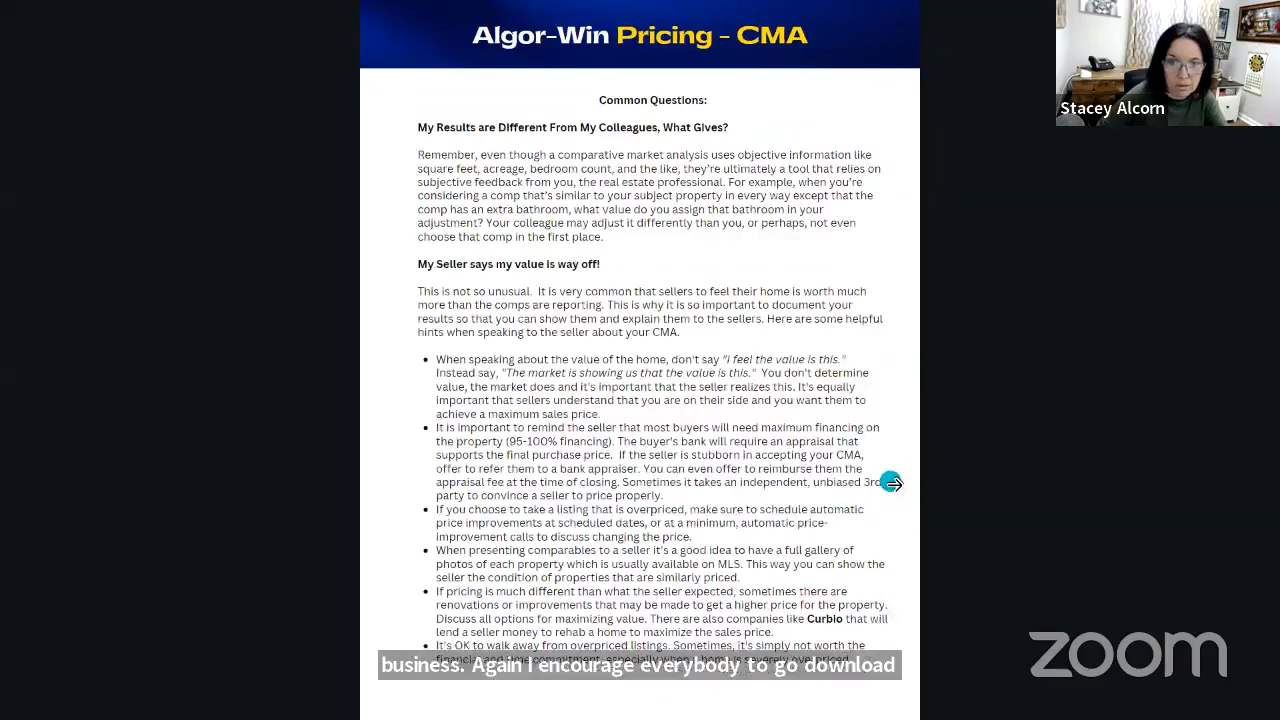 Algor-Win Pricing - CMA
Stacey Alcorn
Common Questions:
My Results are Different From My Colleagues, What Gives?
Remember, even though a comparative market analysis uses objective information like
square feet, acreage, bedroom count, and the like, they're ultimately a tool that relies on
subjective feedback from you, the real estate professional. For example, when you're
considering a comp that's similar to your subject property in every way except that the
comp has an extra bathroom, what value do you assign that bathroom in your
adjustment? Your colleague may adjust it differently than you, or perhaps, not even
choose that comp in the first place.
My Seller says my value is way off!
This is not so unusual. It is very common that sellers to feel their home is worth much
more than the comps are reporting. This is why it is so important to document your
results so that you can show them and explain them to the sellers. Here are some helpful
hints when speaking to the seller about your CMA.
• When speaking about the value of the home, don't say "I feel the value is this."
Instead say, "The market is showing us that the value is this." You don't determine
value, the market does and it's important that the seller realizes this. It's equally
important that sellers understand that you are on their side and you want them to
achieve a maximum sales price.
• It is important to remind the seller that most buyers will need maximum financing on
the property (95-100% financing). The buyer's bank will require an appraisal that
supports the final purchase price. If the seller is stubborn in accepting your CMA,
offer to refer them to a bank appraiser. You can even offer to reimburse them the
appraisal fee at the time of closing. Sometimes it takes an independent, unbiased 3rd
party to convince a seller to price properly.
• If you choose to take a listing that is overpriced, make sure to schedule automatic
price improvements at scheduled dates, or at a minimum, automatic price-
improvement calls to discuss changing the price.
• When presenting comparables to a seller it's a good idea to have a full gallery of
photos of each property which is usually available on MLS. This way you can show the
seller the condition of properties that are similarly priced.
• If pricing is much different than what the seller expected, sometimes there are
renovations or improvements that may be made to get a higher price for the property.
Discuss all options for maximizing value. There are also companies like Curbio that will
lend a seller money to rehab a home to maximize the sales price.
• It's OK to walk away from overpriced listings. Sometimes, it's simply not worth the
financial and time commitment, especially when a home is severely overpriced.
business. Again I encourage everybody to go download
zoom